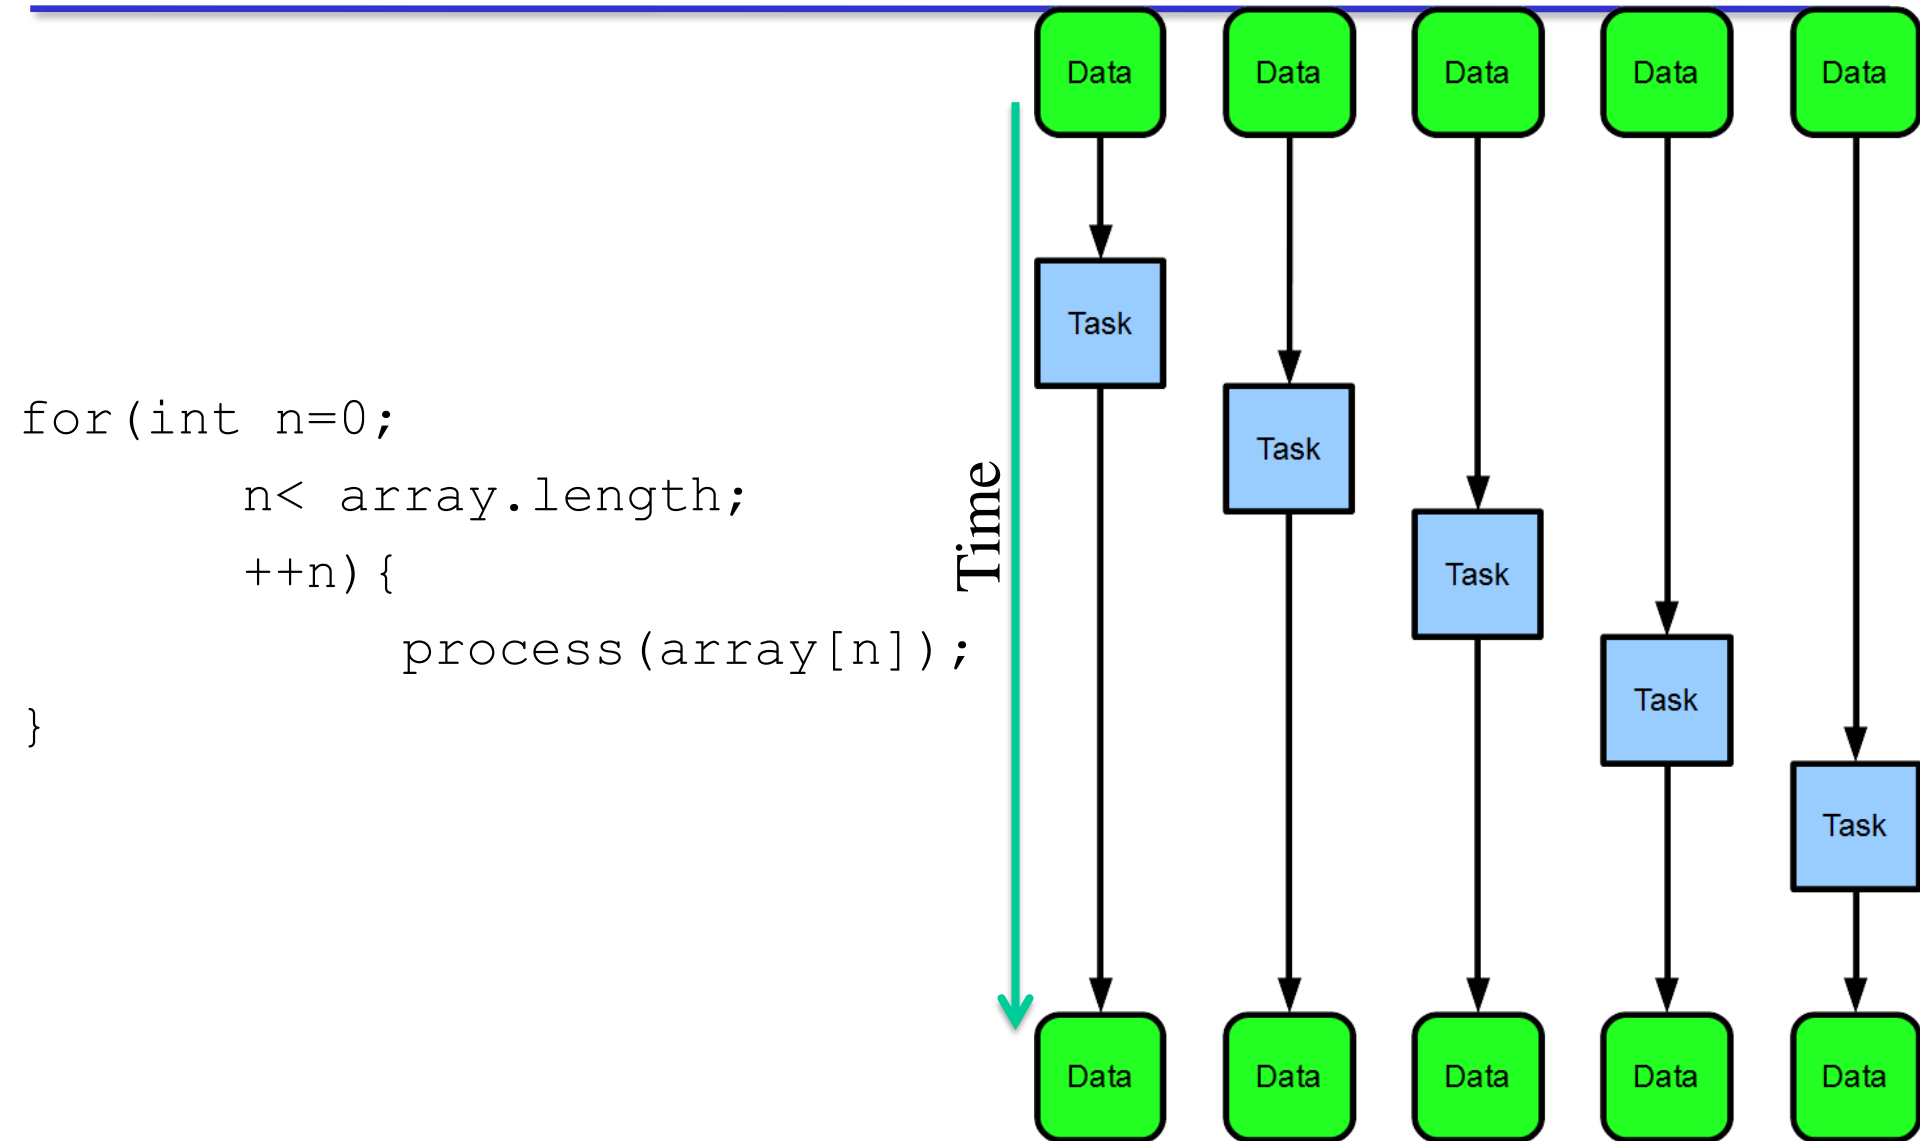 Data Data Data Data Data
Task
for(int n=0;
Task
n< array.length;
Time
++n){
Task
process(array[n]);
Task
}
Task
Data Data Data Data Data